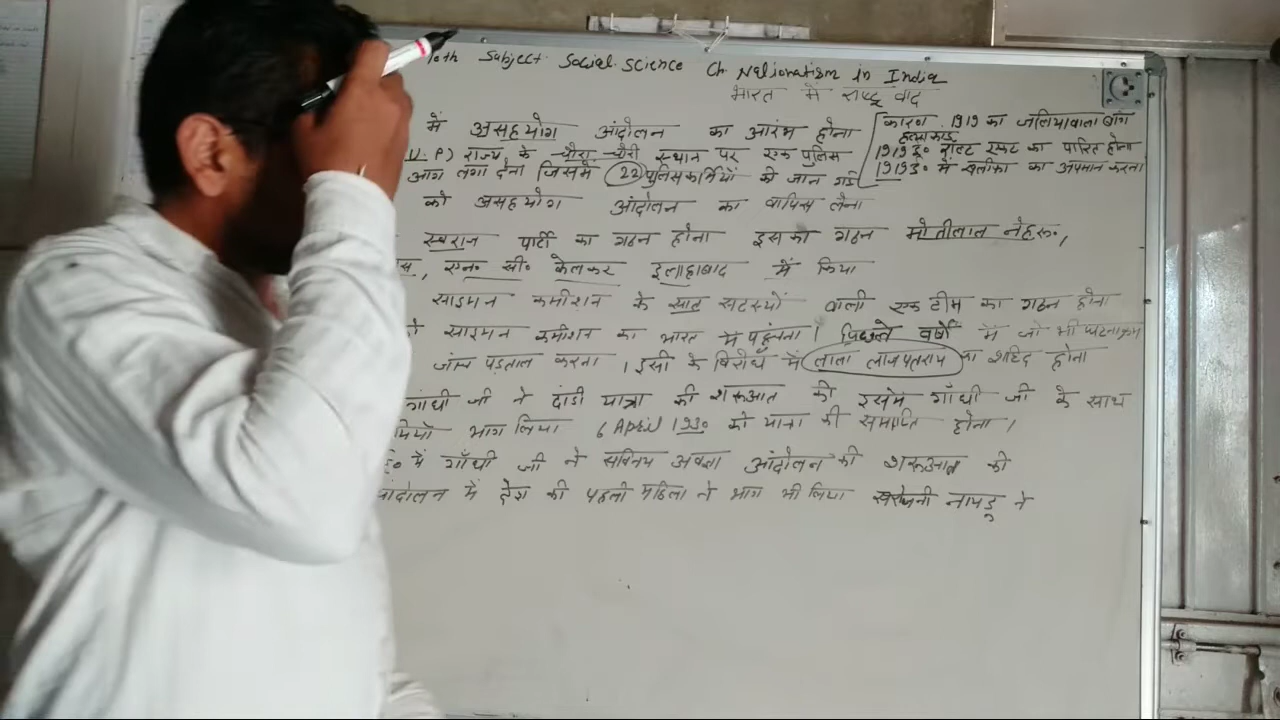 10th Subject Social Science Ch. Nationalism in India
भारत में राष्ट्र वाद
में असहयोग आंदोलन का आरंभ होना
कारण 1919 का जलियावाला बाग
हत्याकांड
U.P) राज्य के चौरा-चौरी स्थान पर एक पुलिस
1919 ई० रॉलट एक्ट का पारित होना
आग लगा देना जिसमें 22 पुलिसकर्मियों की जान गई
1919ई० में खलीफा का अपमान करना
को असहयोग आंदोलन का वापिस लेना
स्वराज पार्टी का गठन होना इसका गठन मोतीलाल नेहरू,
एन० सी० केलकर इलाहाबाद में किया
साइमन कमीशन के सात सदस्यों वाली एक टीम का गठन होना
साइमन कमीशन का भारत में पहुंचना। पिछले वर्षों में जो भी घटनाक्रम
जांच पड़ताल करना । इसी के विरोध में लाला लाजपतराय का शहिद होना
गांधी जी ने दांडी यात्रा की शुरूआत की इसमें गाँधी जी के साथ
भाग लिया 6 April 1930 को यात्रा की समाप्ति होना ।
में गाँधी जी ने सविनय अवज्ञा आंदोलन की शुरूआत की
आंदोलन में देश की पहली महिला ने भाग भी लिया सरोजनी नायडू ने